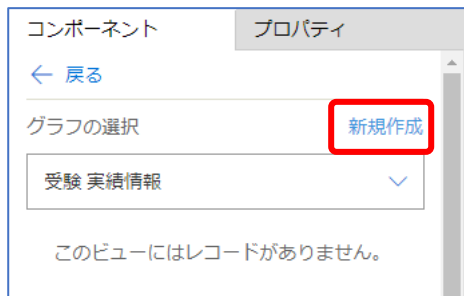 コンポーネント プロパティ
← 戻る
グラフの選択 新規作成
受験 実績情報
このビューにはレコードがありません。